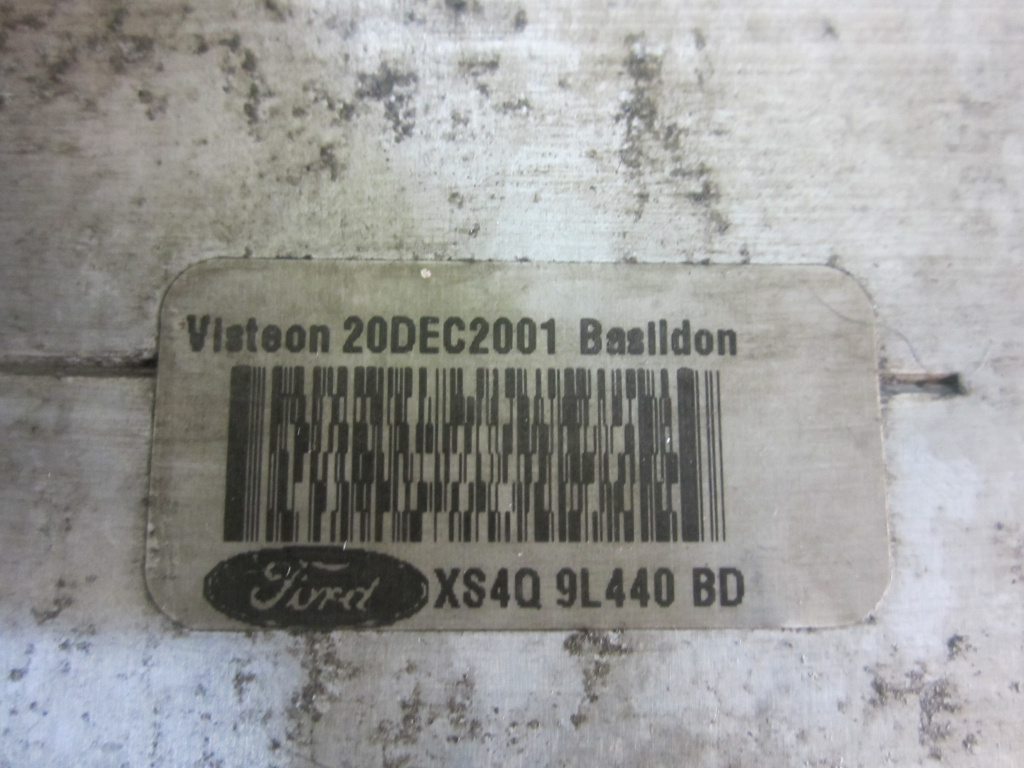 Visteon 20DEC2001 Basildon
Ford XS4Q 9L440 BD